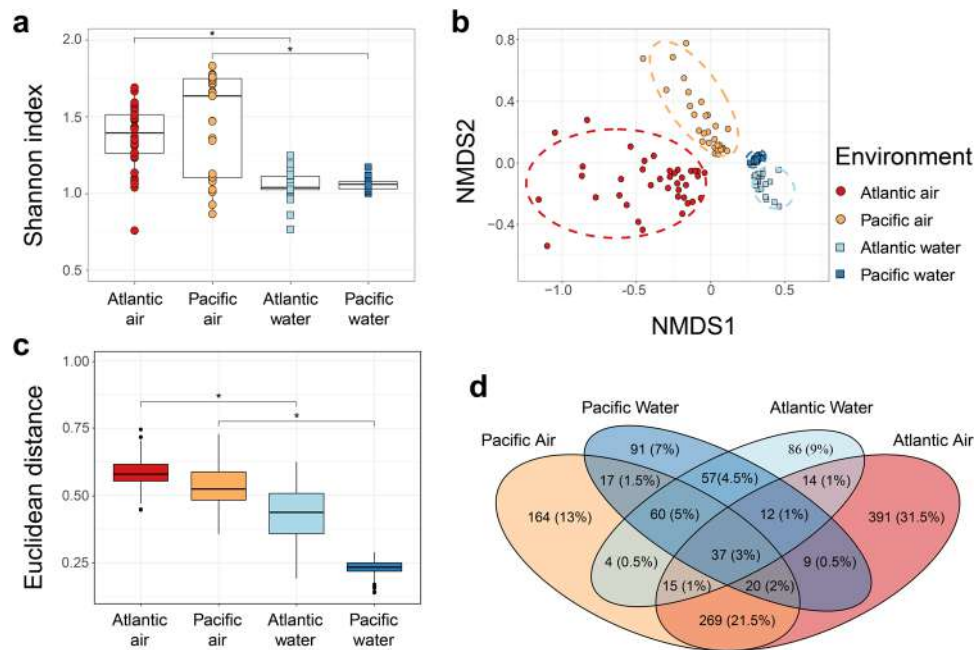 a
2.0
1.5
1.0
0.5
Shannon index
*
*
Atlantic air
Pacific air
Atlantic water
Pacific water
b
0.8
0.4
0.0
−0.4
NMDS2
−1.0
−0.5
0
0.5
NMDS1
Environment
Atlantic air
Pacific air
Atlantic water
Pacific water
c
1.00
0.75
0.50
0.25
Euclidean distance
*
*
Atlantic air
Pacific air
Atlantic water
Pacific water
d
Pacific Water
Atlantic Water
Pacific Air
Atlantic Air
91 (7%)
86 (9%)
17 (1.5%)
57(4.5%)
14 (1%)
164 (13%)
60 (5%)
12 (1%)
391 (31.5%)
4 (0.5%)
37 (3%)
9 (0.5%)
15 (1%)
20 (2%)
269 (21.5%)